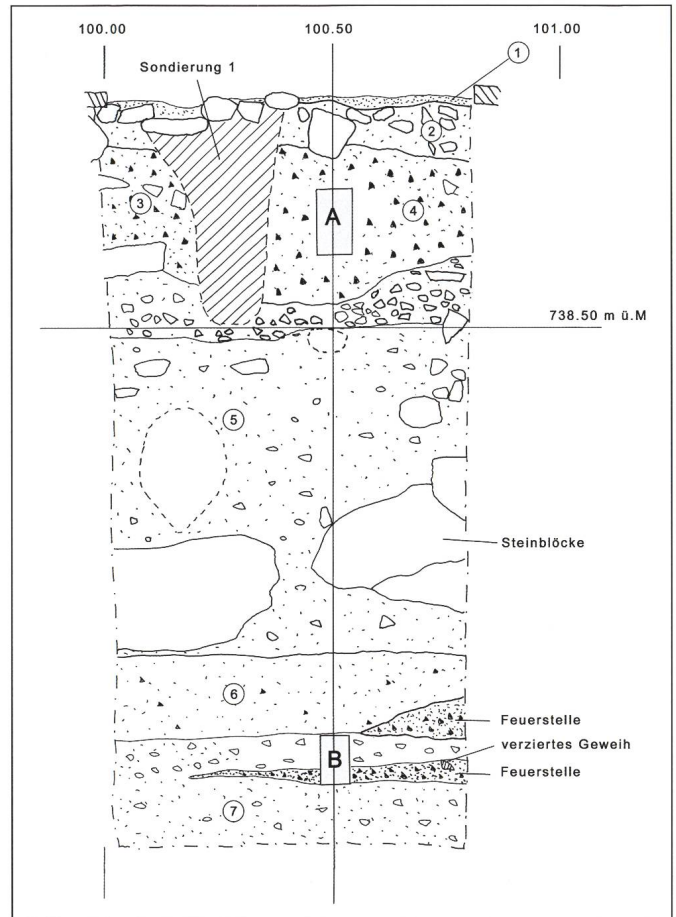 100.00 100.50 101.00
1
Sondierung 1
2
3
A
4
738.50 m ü.M
5
Steinblöcke
6
Feuerstelle
verziertes Geweih
B
Feuerstelle
7